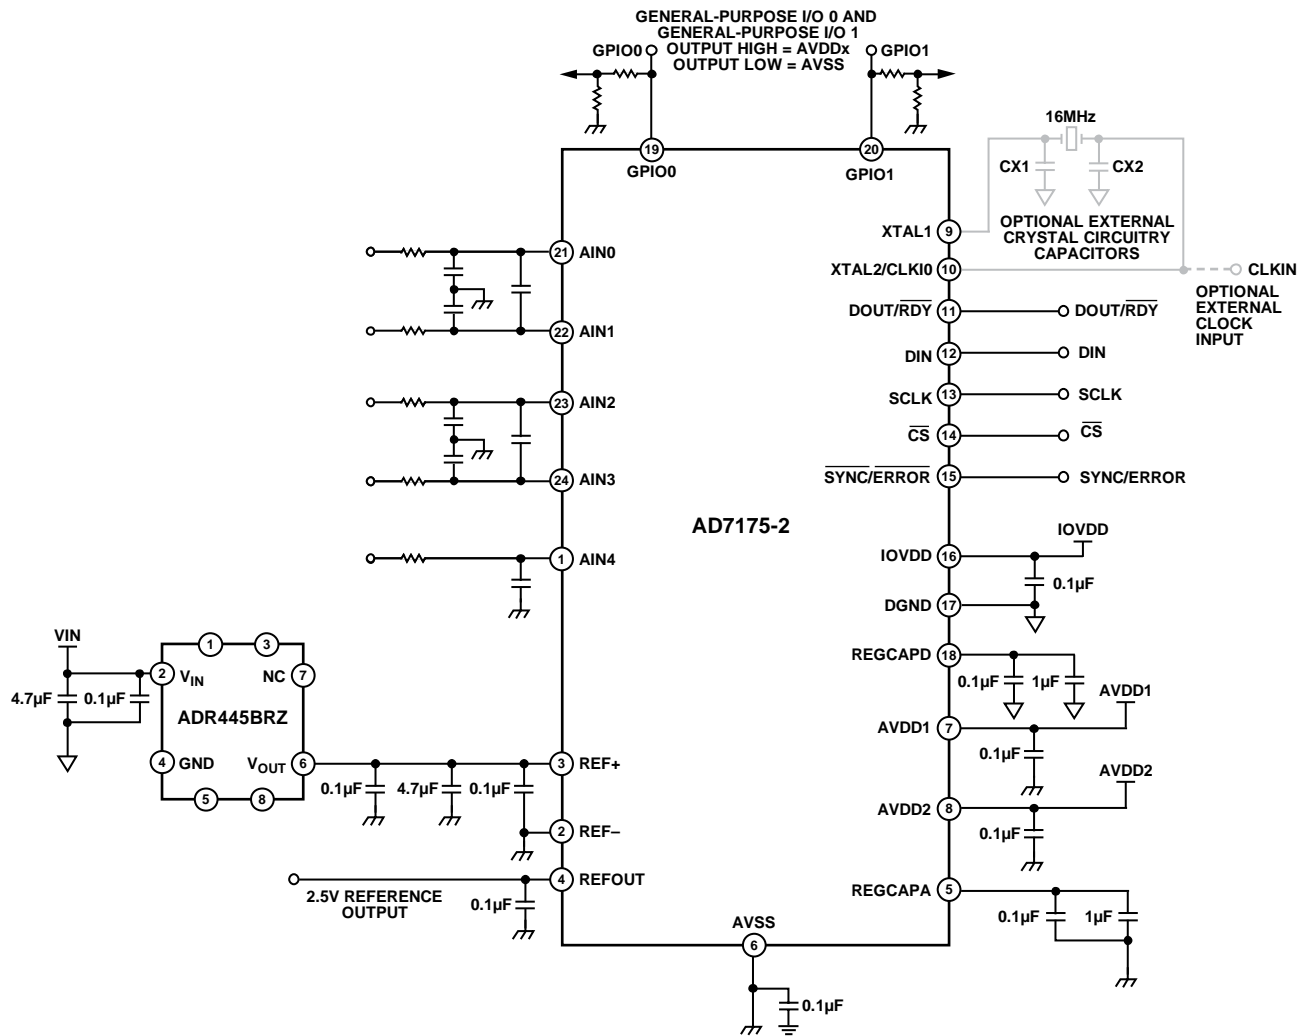 GENERAL-PURPOSE I/O 0 AND
GENERAL-PURPOSE I/O 1
OUTPUT HIGH = AVDDx
OUTPUT LOW = AVSS
GPIO0
GPIO1
19
20
GPIO0
GPIO1
16MHz
CX1
CX2
OPTIONAL EXTERNAL
CRYSTAL CIRCUITRY
CAPACITORS
XTAL1
9
XTAL2/CLKI0
10
CLKIN
OPTIONAL
EXTERNAL
CLOCK
INPUT
21
AIN0
22
AIN1
23
AIN2
24
AIN3
1
AIN4
DOUT/RDY
11
DOUT/RDY
DIN
12
DIN
SCLK
13
SCLK
CS
14
CS
SYNC/ERROR
15
SYNC/ERROR
AD7175-2
IOVDD
IOVDD
16
0.1µF
DGND
17
REGCAPD
18
0.1µF
1µF
AVDD1
AVDD1
7
0.1µF
AVDD2
AVDD2
8
0.1µF
REGCAPA
5
0.1µF
1µF
VIN
4.7µF
0.1µF
1
3
2
VIN
NC
7
ADR445BRZ
4
GND
VOUT
6
5
8
0.1µF
4.7µF
0.1µF
3
REF+
2
REF–
4
REFOUT
2.5V REFERENCE
OUTPUT
0.1µF
AVSS
6
0.1µF